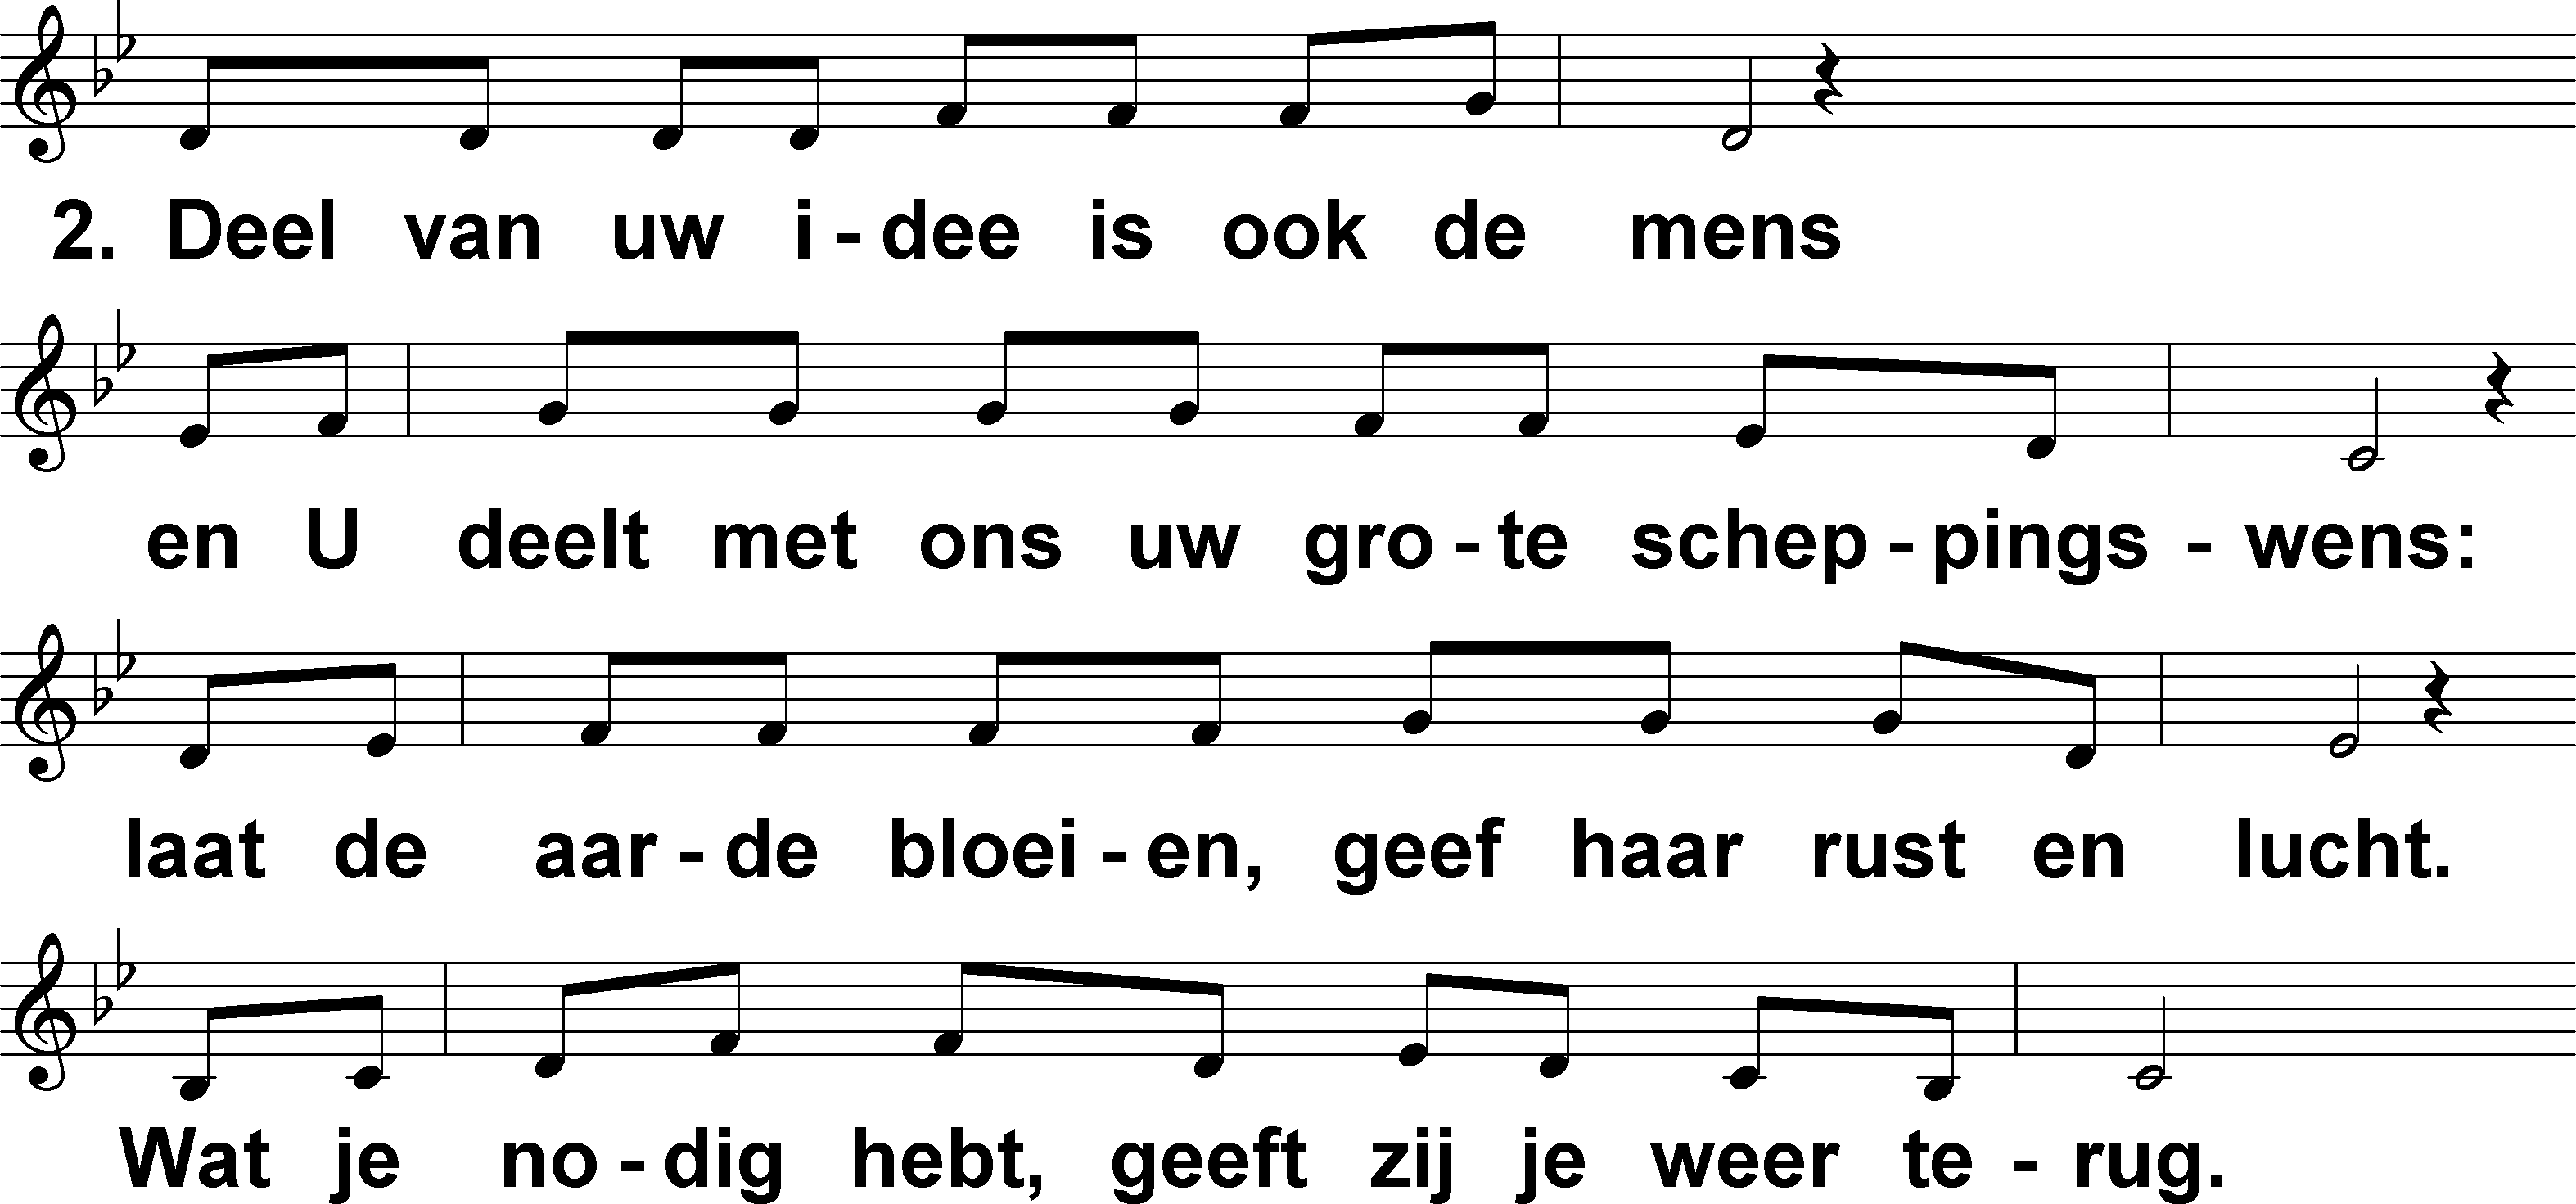 2. Deel van uw i - dee is ook de mens
en U deelt met ons uw gro - te schep - pings - wens:
laat de aar - de bloei - en, geef haar rust en lucht.
Wat je no - dig hebt, geeft zij je weer te - rug.